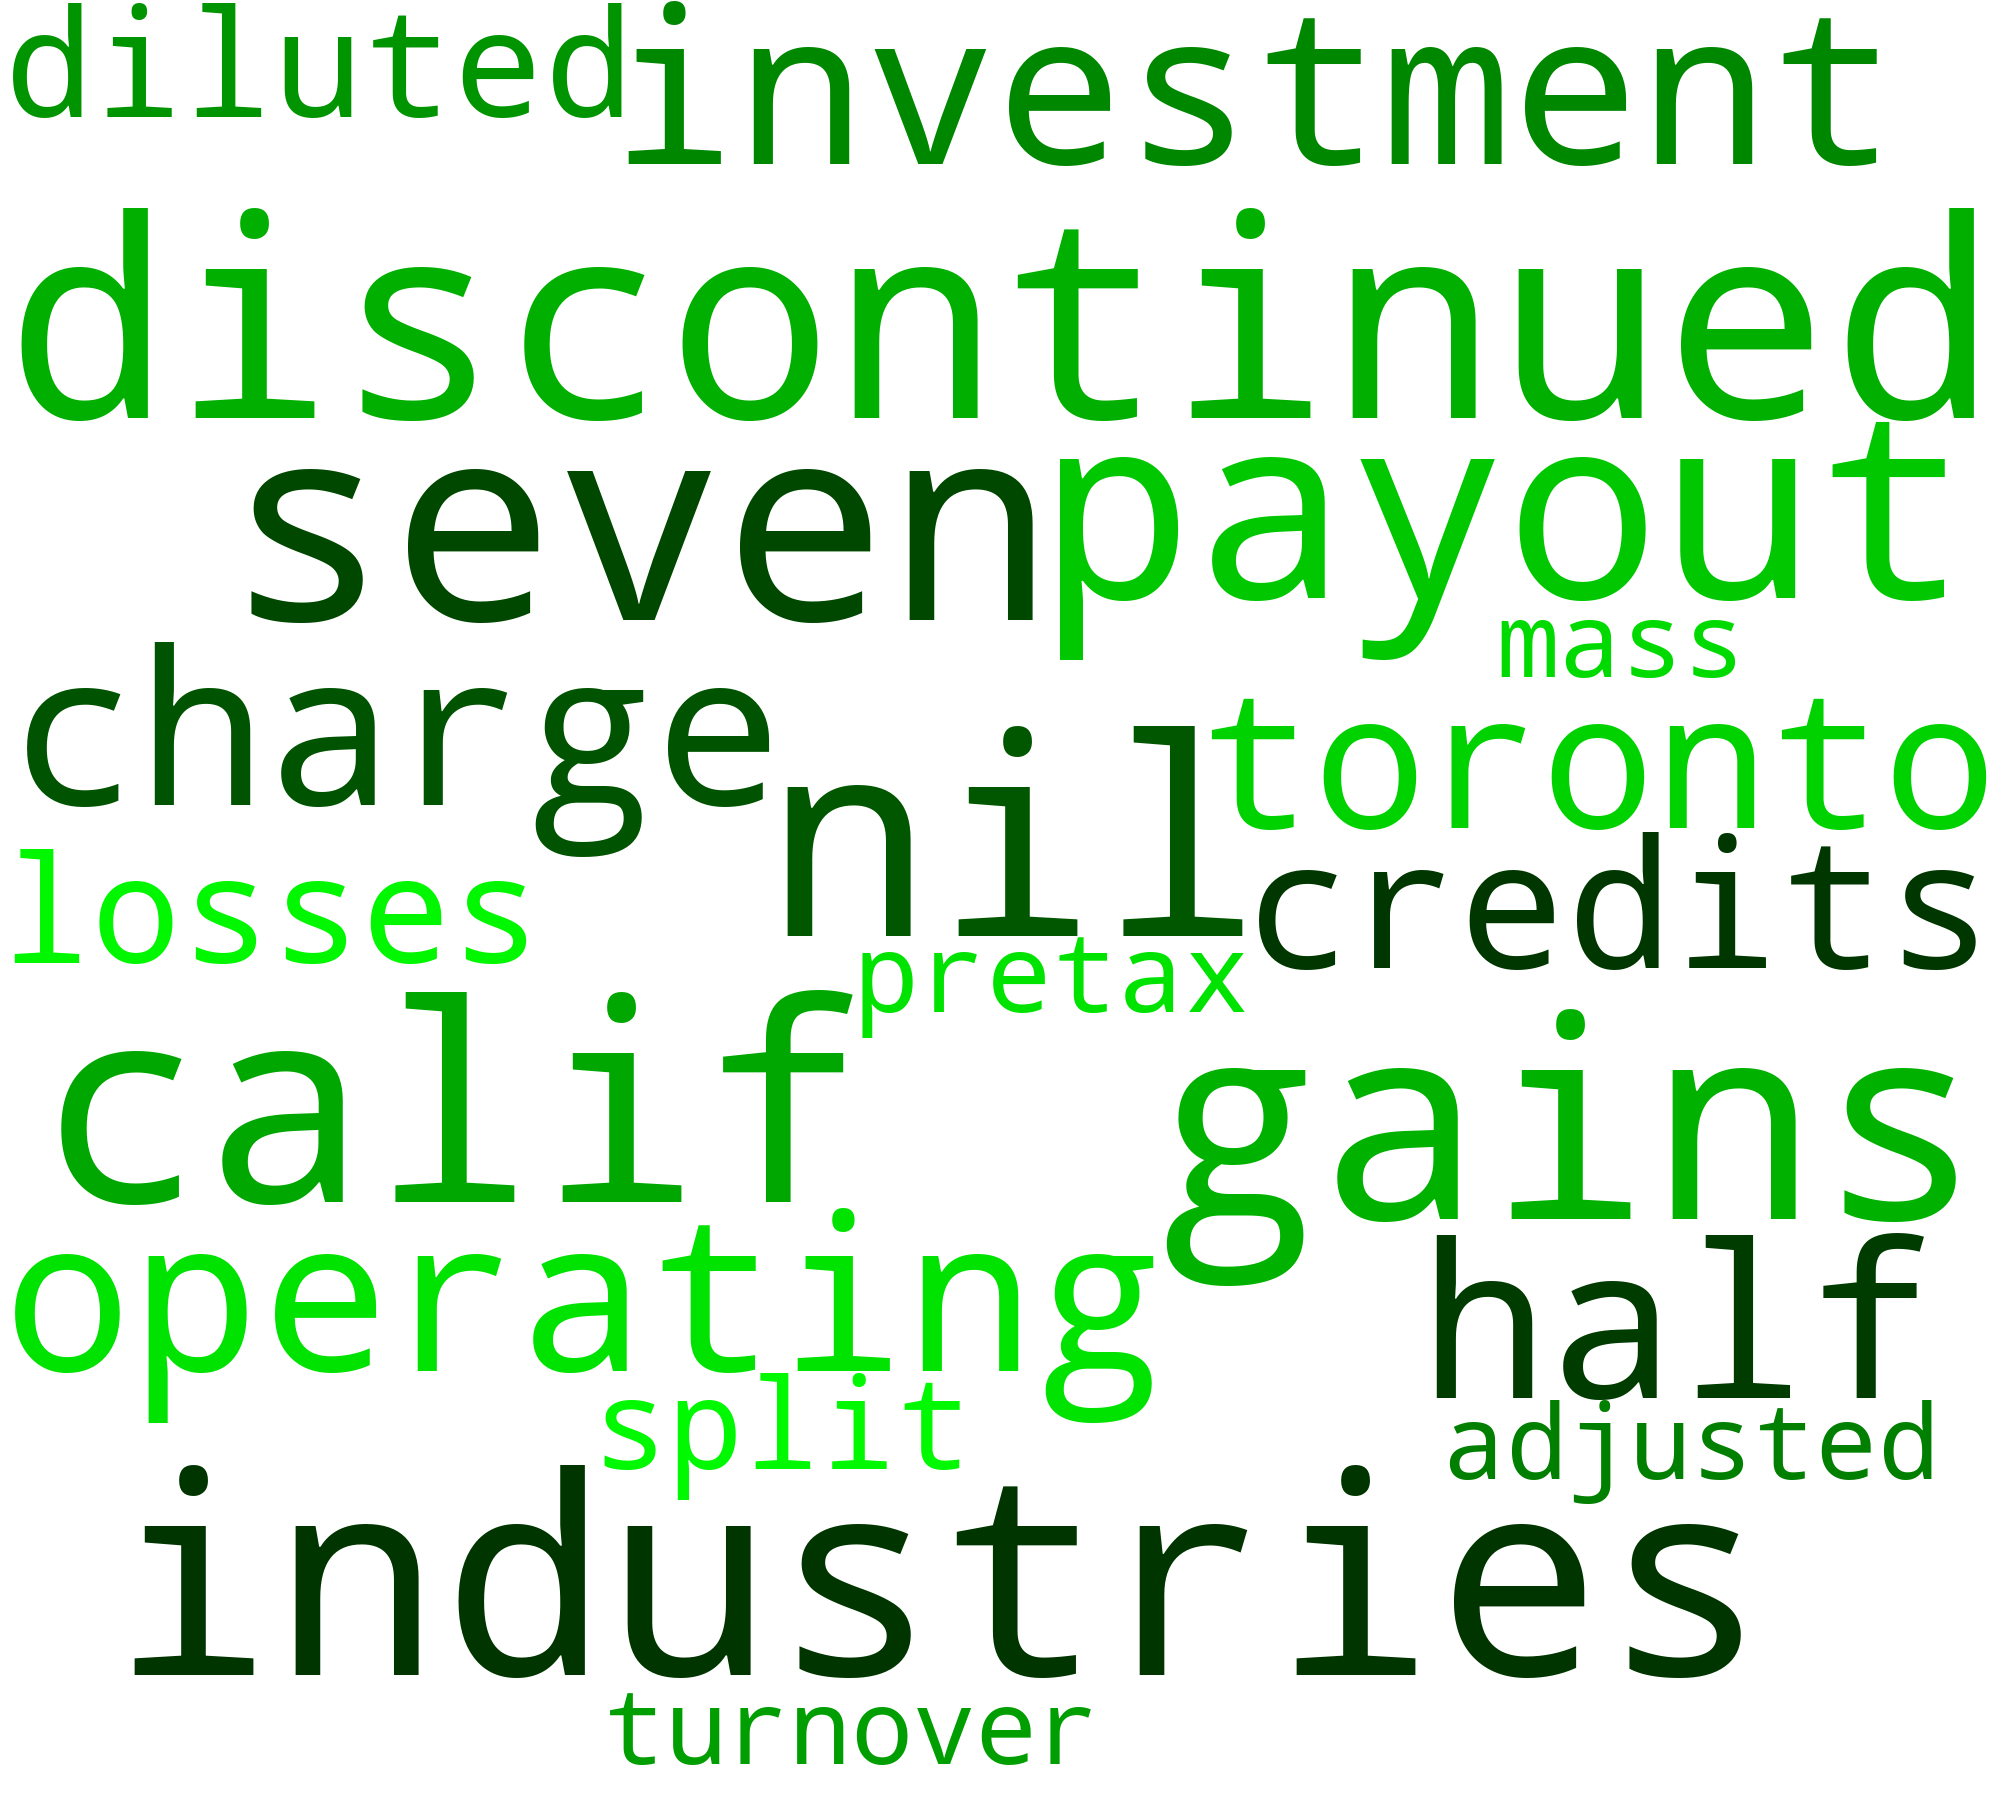 diluted investment
discontinued
seven payout
mass
charge nil toronto
losses credits
pretax
calif gains
operating half
split adjusted
industries
turnover